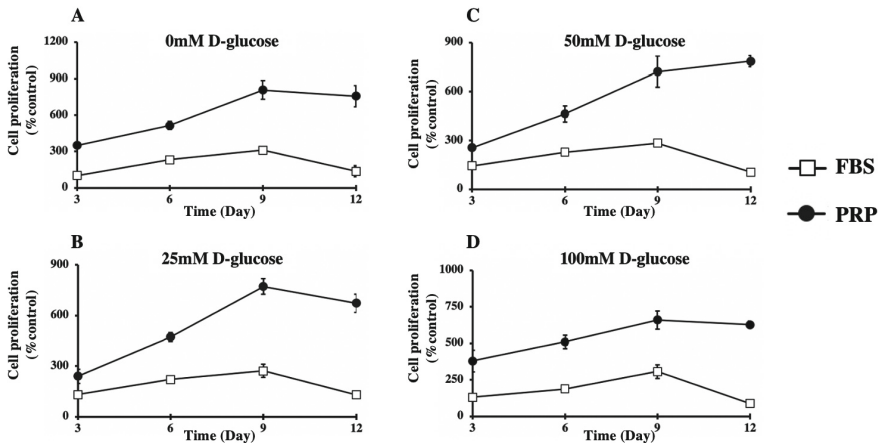 A
0mM D-glucose
Cell proliferation
(% control)
1200
900
600
300
0
3
6
9
12
Time (Day)
B
25mM D-glucose
Cell proliferation
(% control)
900
600
300
0
3
6
9
12
Time (Day)
C
50mM D-glucose
Cell proliferation
(% control)
900
600
300
0
3
6
9
12
Time (Day)
D
100mM D-glucose
Cell proliferation
(% control)
1000
750
500
250
0
3
6
9
12
Time (Day)
FBS
PRP